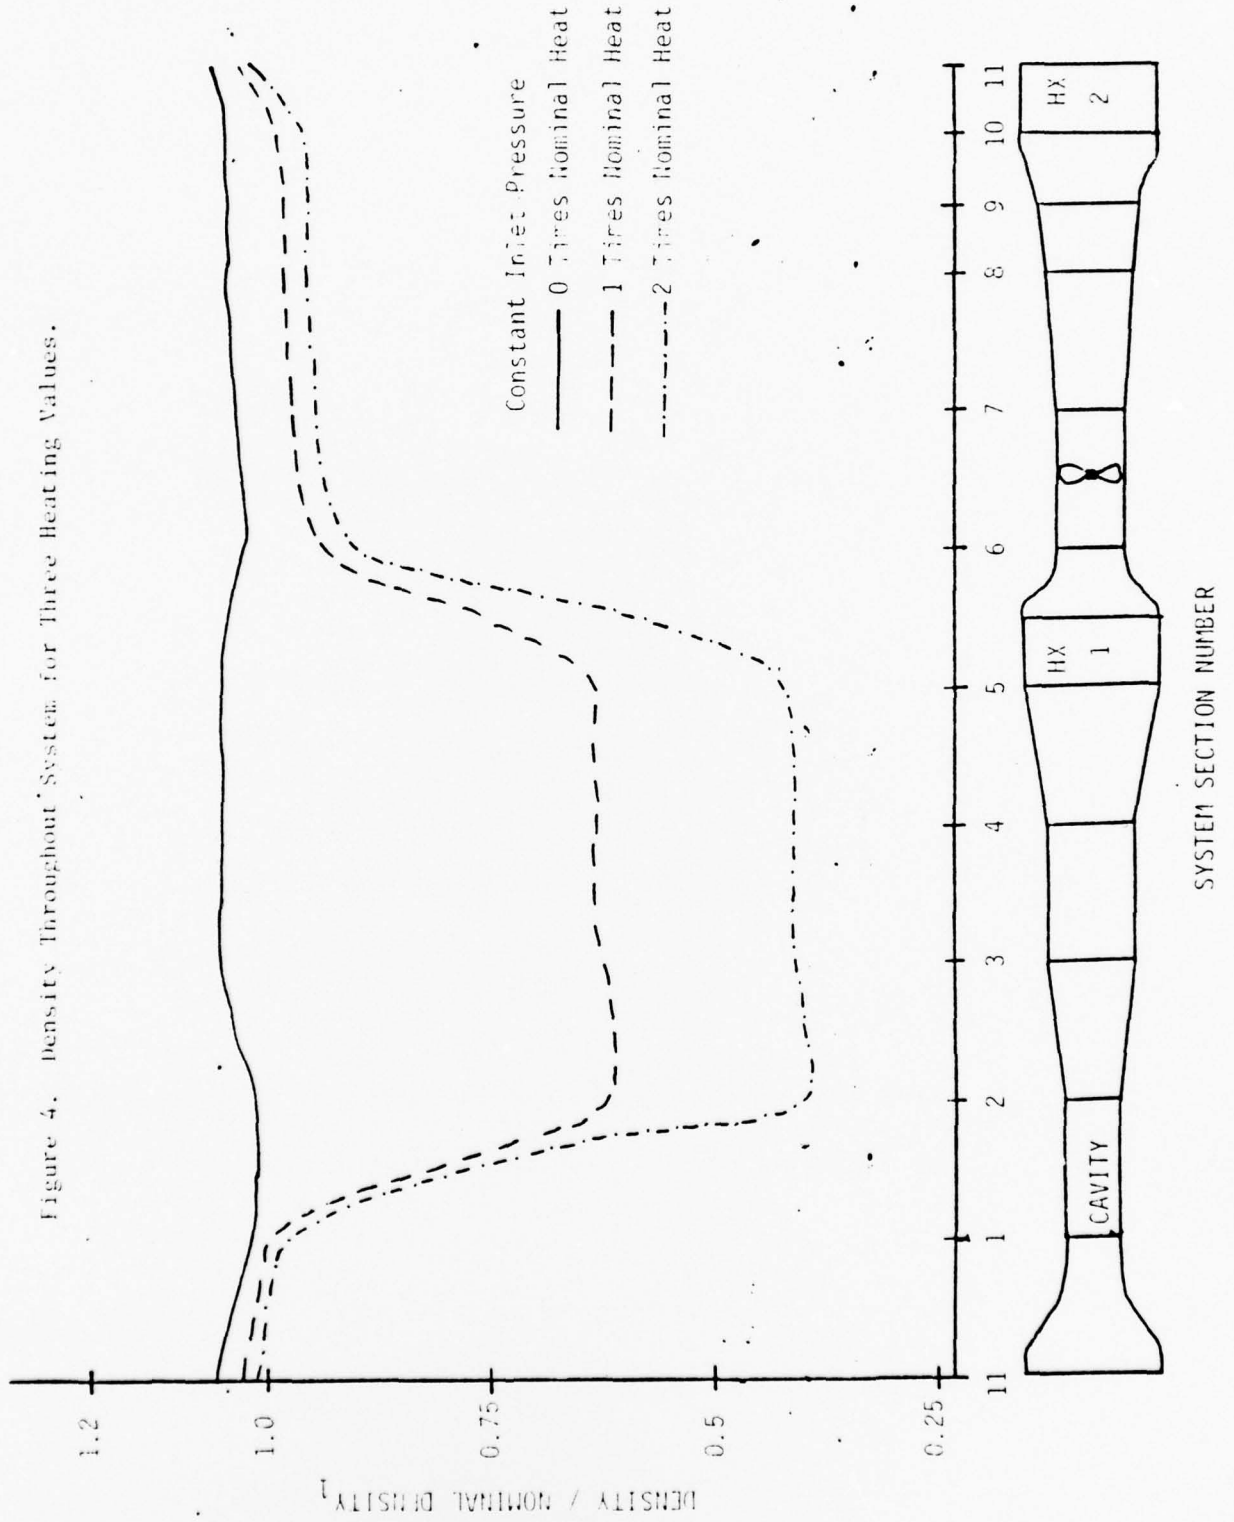 Figure 4. Density Throughout System for Three Heating Values.
1.2
1.0
0.75
0.5
0.25
DENSITY / NOMINAL DENSITY1
Constant Inlet Pressure
0 Times Nominal Heat
1 Times Nominal Heat
2 Times Nominal Heat
11 1 2 3 4 5 6 7 8 9 10 11
CAVITY
HX
1
HX
2
SYSTEM SECTION NUMBER